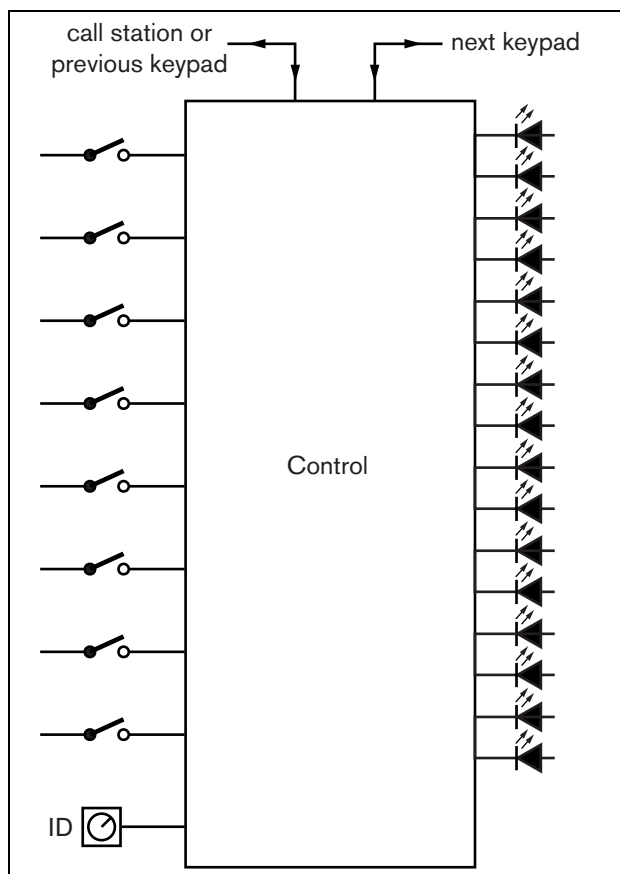 call station or
previous keypad
next keypad
Control
ID